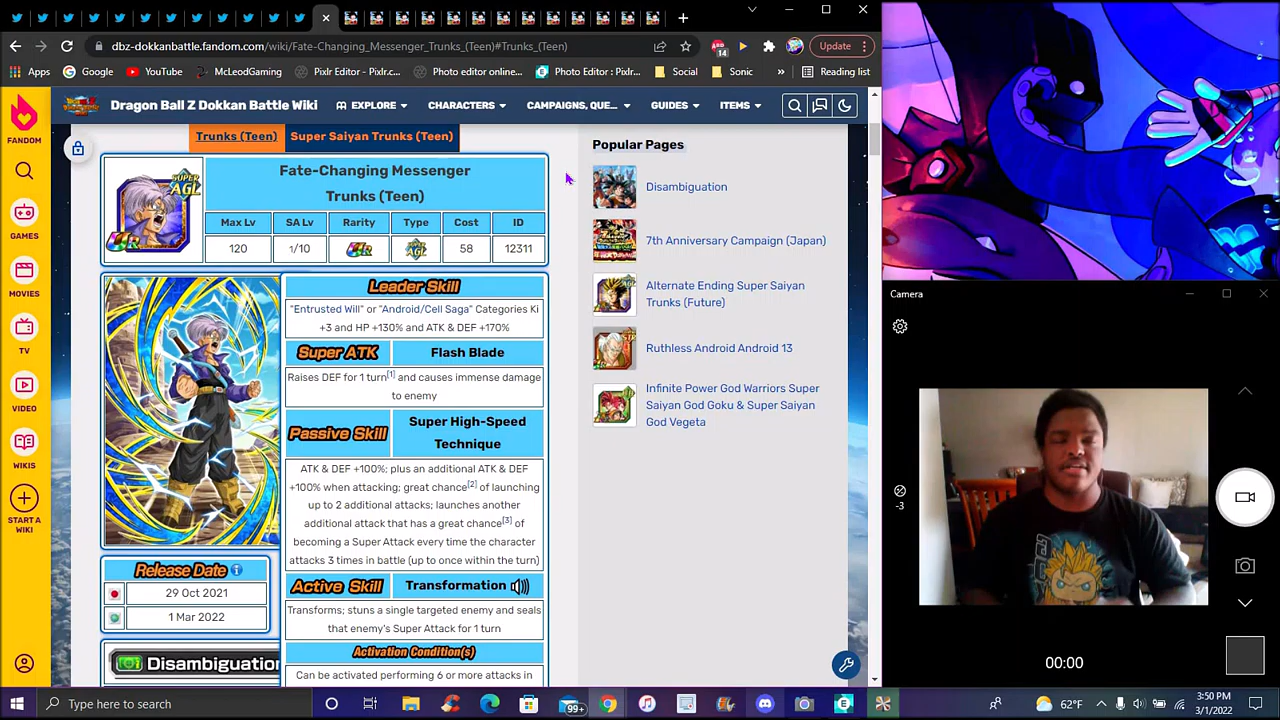 dbz-dokkanbattle.fandom.com/wiki/Fate-Changing_Messenger_Trunks_(Teen)#Trunks_(Teen)
14
Update
Apps
Google
YouTube
McLeodGaming
Pixlr Editor - Pixlr.c...
Photo editor online...
Photo Editor : Pixlr...
Social
Sonic
»
Reading list
FANDOM
GAMES
MOVIES
TV
VIDEO
WIKIS
START A
WIKI
Dragon Ball Z Dokkan Battle Wiki
EXPLORE
CHARACTERS
CAMPAIGNS, QUE...
GUIDES
ITEMS
Trunks (Teen)
Super Saiyan Trunks (Teen)
SUPER
AGL
UR
Fate-Changing Messenger
Trunks (Teen)
Max Lv
SA Lv
Rarity
Type
Cost
ID
120
1/10
UR
SUPER
AGL
58
12311
Leader Skill
"Entrusted Will" or "Android/Cell Saga" Categories Ki
+3 and HP +130% and ATK & DEF +170%
Super ATK
Flash Blade
Raises DEF for 1 turn[1] and causes immense damage
to enemy
Passive Skill
Super High-Speed
Technique
ATK & DEF +100%; plus an additional ATK & DEF
+100% when attacking; great chance[2] of launching
up to 2 additional attacks; launches another
additional attack that has a great chance[3] of
becoming a Super Attack every time the character
attacks 3 times in battle (up to once within the turn)
Active Skill
Transformation
Transforms; stuns a single targeted enemy and seals
that enemy's Super Attack for 1 turn
Activation Condition(s)
Can be activated performing 6 or more attacks in
Release Date
29 Oct 2021
1 Mar 2022
Disambiguation
Popular Pages
Disambiguation
7th Anniversary Campaign (Japan)
Alternate Ending Super Saiyan
Trunks (Future)
Ruthless Android Android 13
Infinite Power God Warriors Super
Saiyan God Goku & Super Saiyan
God Vegeta
Camera
-3
00:00
Type here to search
99+
62°F
3:50 PM
3/1/2022